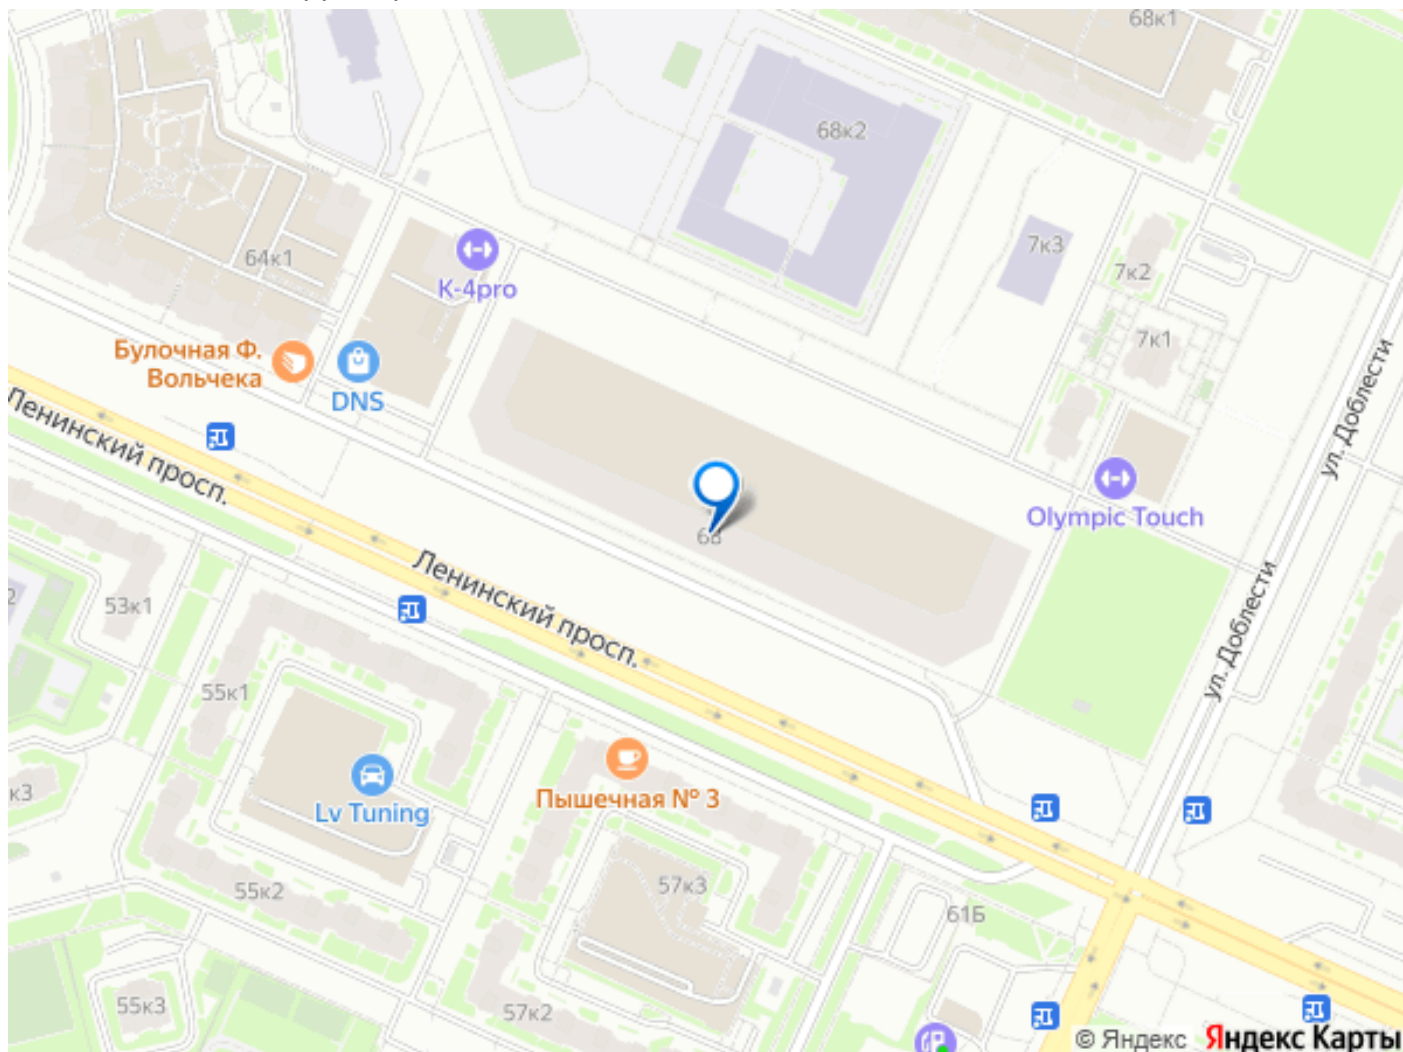 68к1
68к2
7к3
7к2
64к1
K-4pro
7к1
Булочная Ф.
Вольчека
DNS
ул. Доблести
Ленинский просп.
Olympic Touch
Ленинский просп.
53к1
ул. Доблести
55к1
к3
Lv Tuning
Пышечная № 3
55к2
57к3
61Б
55к3
57к2
© Яндекс Яндекс Карты